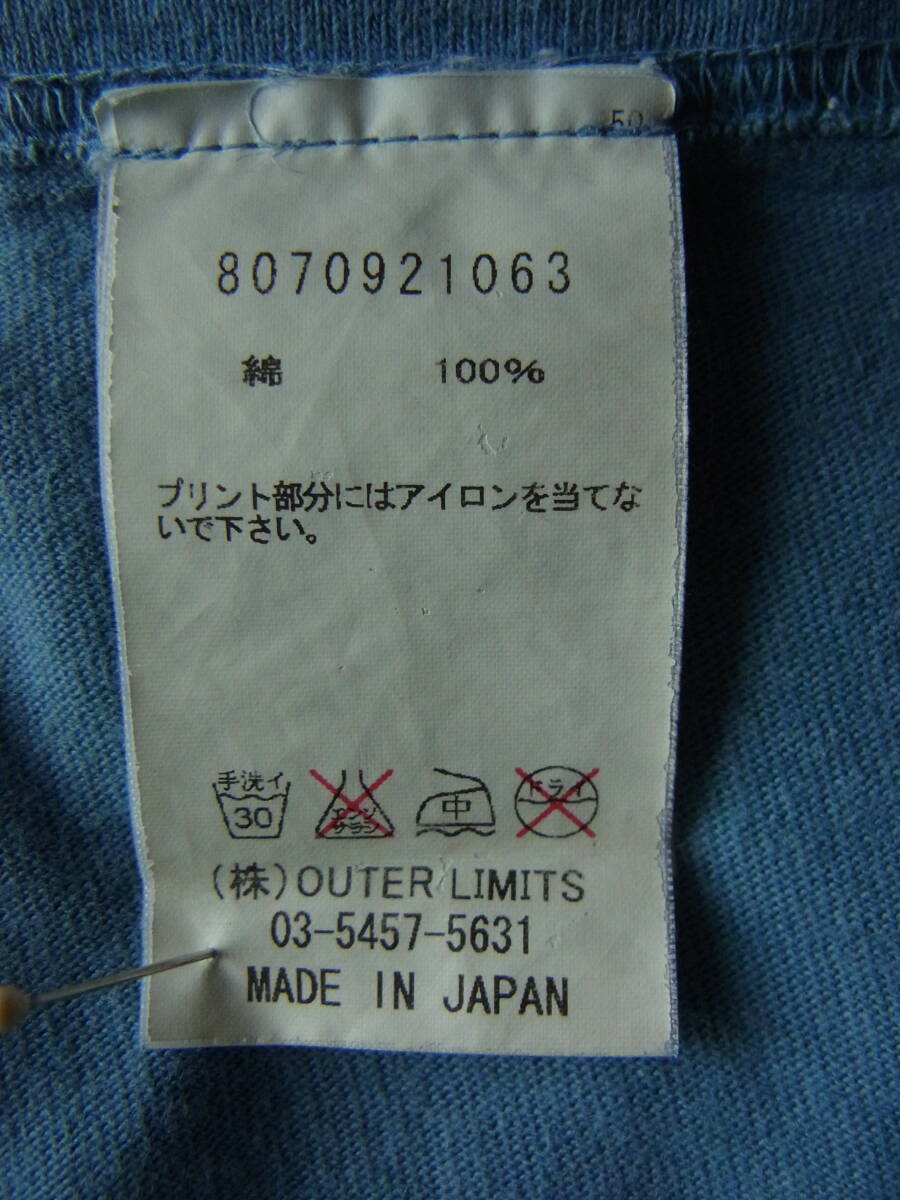 50
8070921063
綿 100%
プリント部分にはアイロンを当てな
いで下さい。
手洗イ
30
エンソ
サラシ
中
ドライ
(株)OUTER LIMITS
03-5457-5631
MADE IN JAPAN